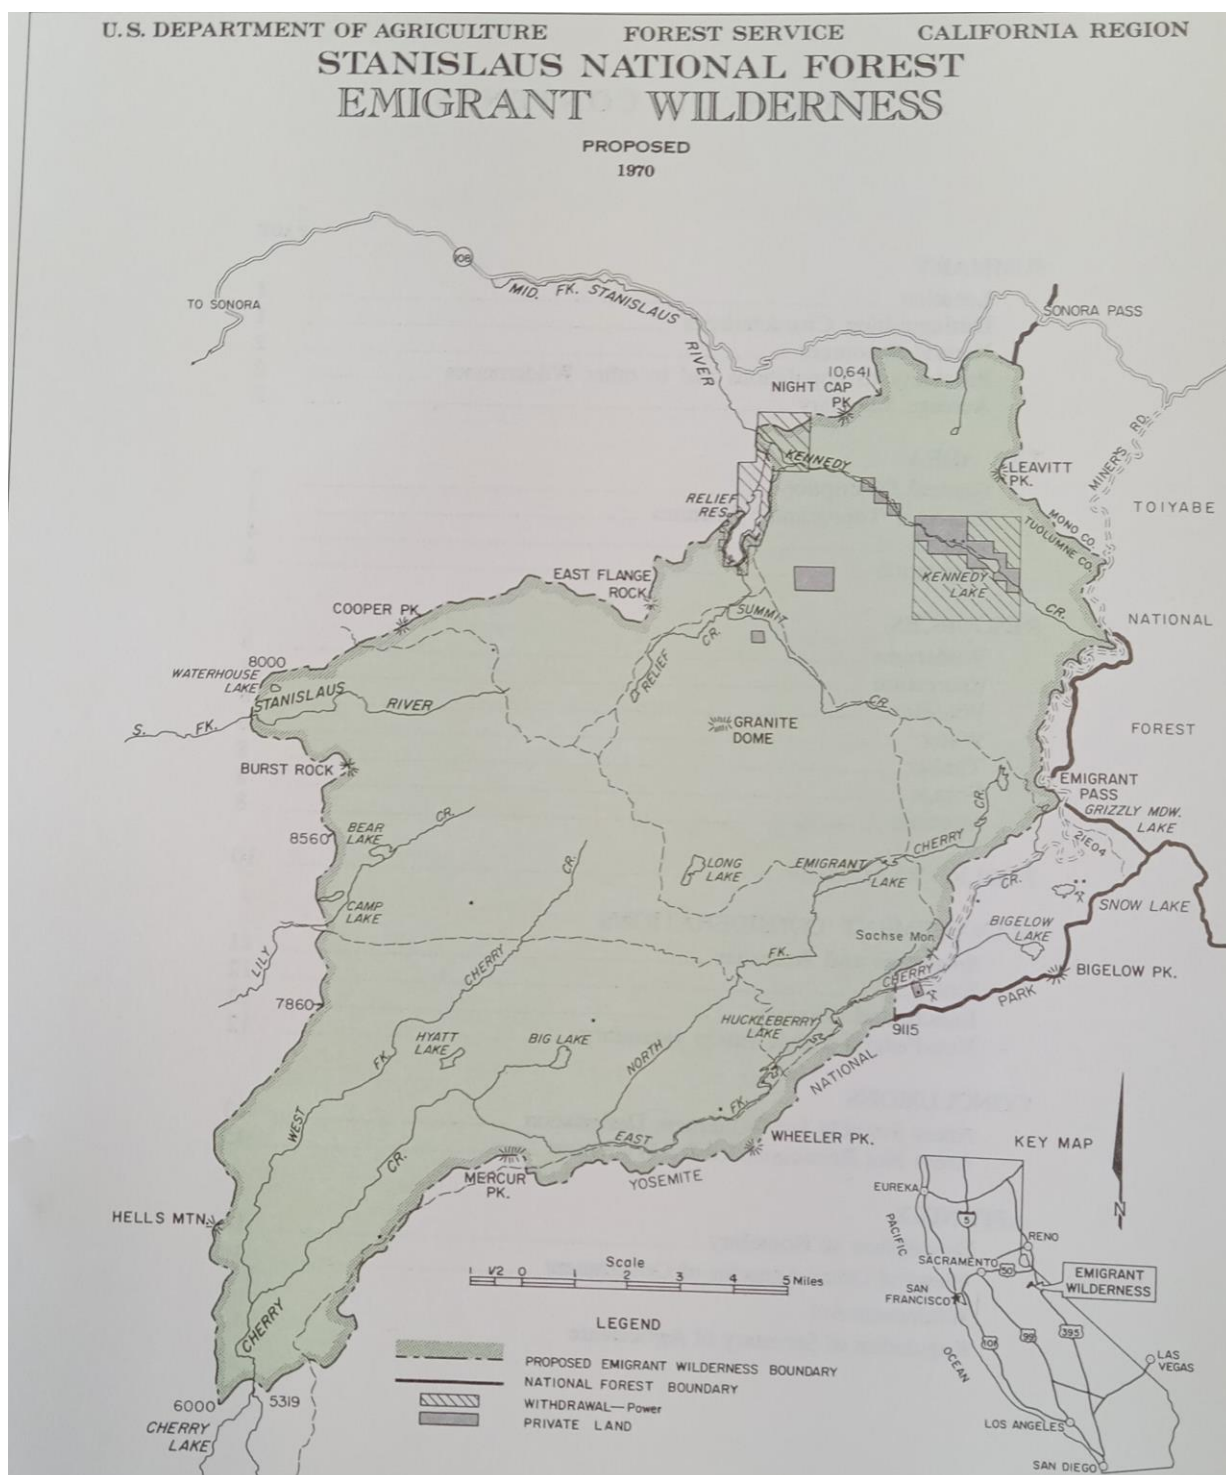 U.S. DEPARTMENT OF AGRICULTURE FOREST SERVICE CALIFORNIA REGION
STANISLAUS NATIONAL FOREST
EMIGRANT WILDERNESS
PROPOSED
1970
108
TO SONORA
MID. FK. STANISLAUS
RIVER
SONORA PASS
10,641
NIGHT CAP
PK.
KENNEDY
LEAVITT
PK.
MINER'S RD.
RELIEF
RES.
MONO CO.
TUOLUMNE CO.
TOIYABE
EAST FLANGE
ROCK
KENNEDY
LAKE
CR.
COOPER PK.
SUMMIT
NATIONAL
CR.
RELIEF
8000
WATERHOUSE
LAKE
STANISLAUS
RIVER
S. FK.
CR.
GRANITE
DOME
FOREST
BURST ROCK
EMIGRANT
PASS
GRIZZLY MDW.
LAKE
CR.
BEAR
LAKE
CR.
8560
21E04
CHERRY
CR.
LONG
LAKE
EMIGRANT
LAKE
CR.
SNOW LAKE
CAMP
LAKE
BIGELOW
LAKE
Sachse Mon.
LILY
CHERRY
FK.
CHERRY
BIGELOW PK.
7860
PARK
HUCKLEBERRY
LAKE
9115
HYATT
LAKE
BIG LAKE
FK.
NORTH
NATIONAL
WEST
FK.
EAST
WHEELER PK.
CR.
YOSEMITE
MERCUR
PK.
HELLS MTN.
CHERRY
6000
5319
CHERRY
LAKE
Scale
1 1/2 0 1 2 3 4 5 Miles
LEGEND
PROPOSED EMIGRANT WILDERNESS BOUNDARY
NATIONAL FOREST BOUNDARY
WITHDRAWAL—Power
PRIVATE LAND
KEY MAP
N
EUREKA
5
PACIFIC
RENO
SACRAMENTO
50
SAN
FRANCISCO
EMIGRANT
WILDERNESS
101
99
395
OCEAN
LAS
VEGAS
LOS ANGELES
SAN DIEGO